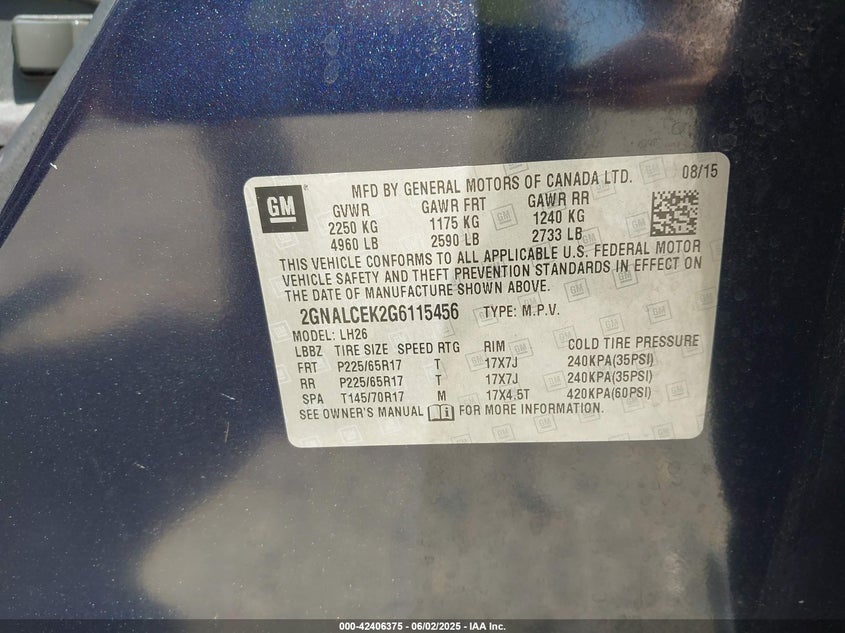 GM
MFD BY GENERAL MOTORS OF CANADA LTD. 08/15
GVWR GAWR FRT GAWR RR
2250 KG 1175 KG 1240 KG
4960 LB 2590 LB 2733 LB
THIS VEHICLE CONFORMS TO ALL APPLICABLE U.S. FEDERAL MOTOR
VEHICLE SAFETY AND THEFT PREVENTION STANDARDS IN EFFECT ON
THE DATE OF MANUFACTURE SHOWN ABOVE.
2GNALCEK2G6115456 TYPE: M.P.V.
MODEL: LH26
LBBZ TIRE SIZE SPEED RTG RIM COLD TIRE PRESSURE
FRT P225/65R17 T 17X7J 240KPA(35PSI)
RR P225/65R17 T 17X7J 240KPA(35PSI)
SPA T145/70R17 M 17X4.5T 420KPA(60PSI)
SEE OWNER'S MANUAL FOR MORE INFORMATION.
000-42406375 - 06/02/2025 - IAA Inc.